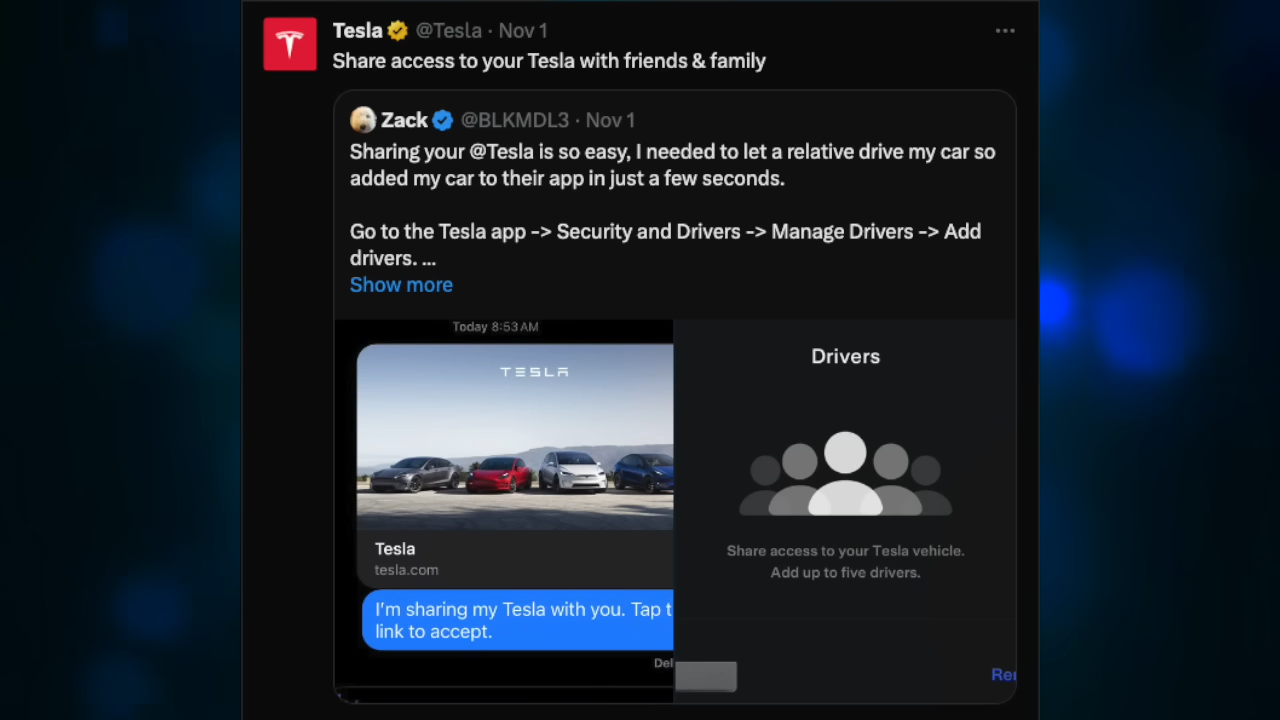 Tesla @Tesla · Nov 1
Share access to your Tesla with friends & family
Zack @BLKMDL3 · Nov 1
Sharing your @Tesla is so easy, I needed to let a relative drive my car so
added my car to their app in just a few seconds.
Go to the Tesla app -> Security and Drivers -> Manage Drivers -> Add
drivers. ...
Show more
Today 8:53 AM
TESLA
Tesla
tesla.com
I'm sharing my Tesla with you. Tap t
link to accept.
Del
Drivers
Share access to your Tesla vehicle.
Add up to five drivers.
Re